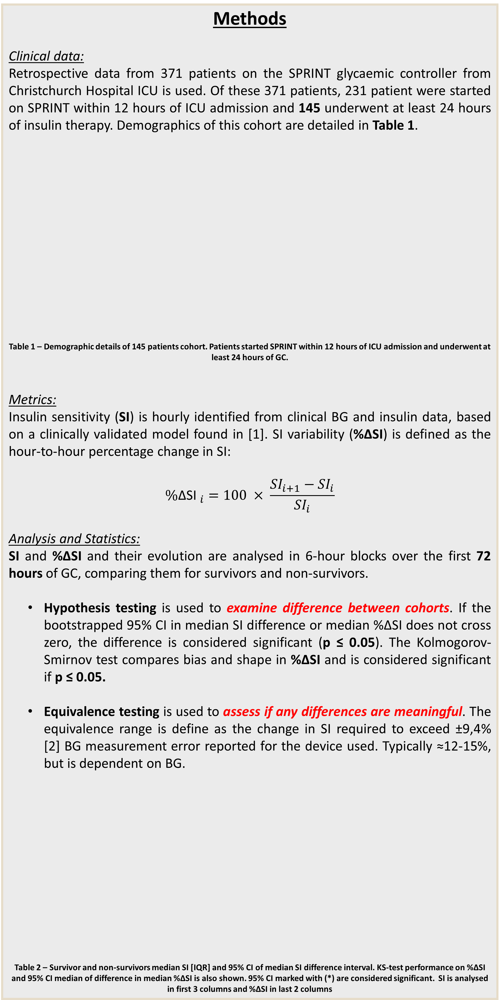 Methods
Clinical data:
Retrospective data from 371 patients on the SPRINT glycaemic controller from
Christchurch Hospital ICU is used. Of these 371 patients, 231 patient were started
on SPRINT within 12 hours of ICU admission and 145 underwent at least 24 hours
of insulin therapy. Demographics of this cohort are detailed in Table 1.
Table 1 – Demographic details of 145 patients cohort. Patients started SPRINT within 12 hours of ICU admission and underwent at
least 24 hours of GC.
Metrics:
Insulin sensitivity (SI) is hourly identified from clinical BG and insulin data, based
on a clinically validated model found in [1]. SI variability (%ΔSI) is defined as the
hour-to-hour percentage change in SI:
%ΔSI i = 100 × (SI_{i+1} − SI_i) / SI_i
Analysis and Statistics:
SI and %ΔSI and their evolution are analysed in 6-hour blocks over the first 72
hours of GC, comparing them for survivors and non-survivors.
• Hypothesis testing is used to examine difference between cohorts. If the
bootstrapped 95% CI in median SI difference or median %ΔSI does not cross
zero, the difference is considered significant (p ≤ 0.05). The Kolmogorov-
Smirnov test compares bias and shape in %ΔSI and is considered significant
if p ≤ 0.05.
• Equivalence testing is used to assess if any differences are meaningful. The
equivalence range is define as the change in SI required to exceed ±9,4%
[2] BG measurement error reported for the device used. Typically ≈12-15%,
but is dependent on BG.
Table 2 – Survivor and non-survivors median SI [IQR] and 95% CI of median SI difference interval. KS-test performance on %ΔSI
and 95% CI median of difference in median %ΔSI is also shown. 95% CI marked with (*) are considered significant. SI is analysed
in first 3 columns and %ΔSI in last 2 columns